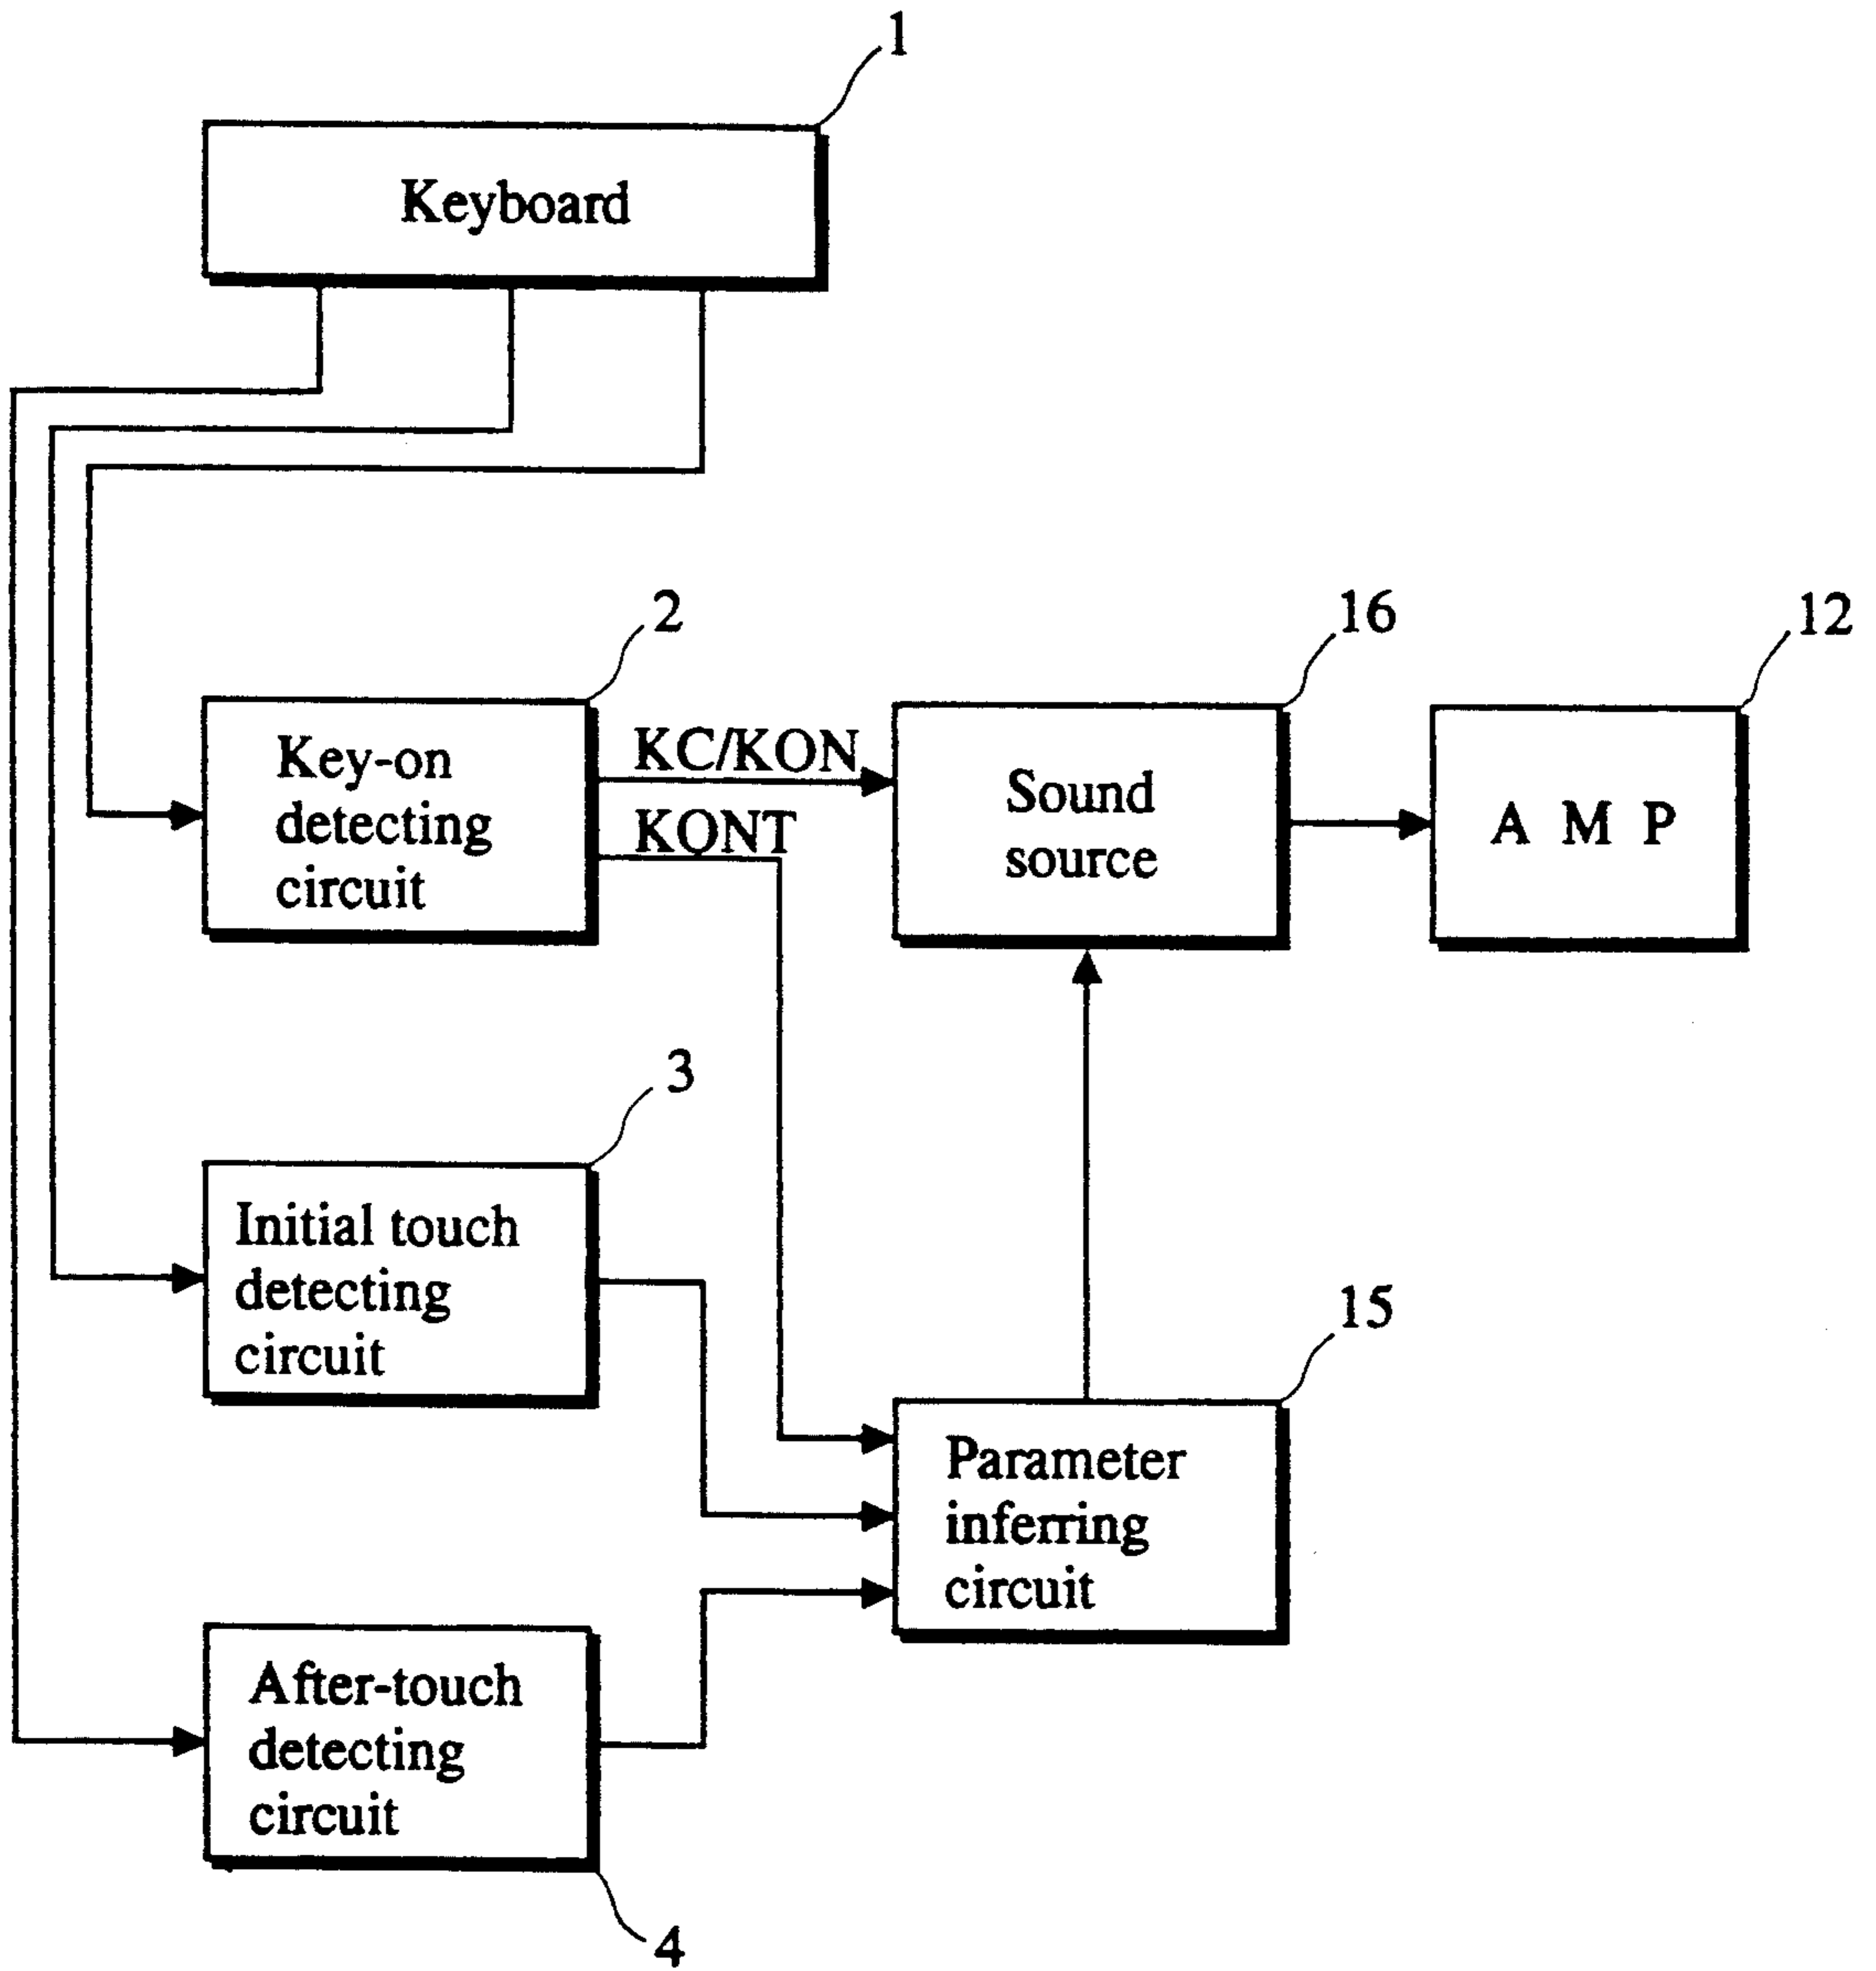 1
Keyboard
2
16
12
Key-on
detecting
circuit
KC/KON
KONT
Sound
source
A M P
3
Initial touch
detecting
circuit
15
Parameter
inferring
circuit
After-touch
detecting
circuit
4